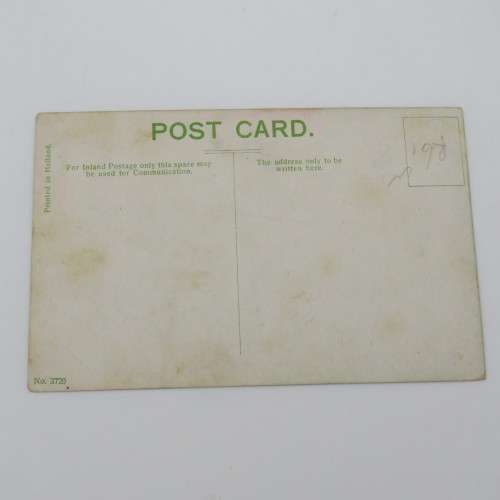 POST CARD.
Printed in Holland.
For Inland Postage only this space may
be used for Communication.
The address only to be
written here.
No. 3720